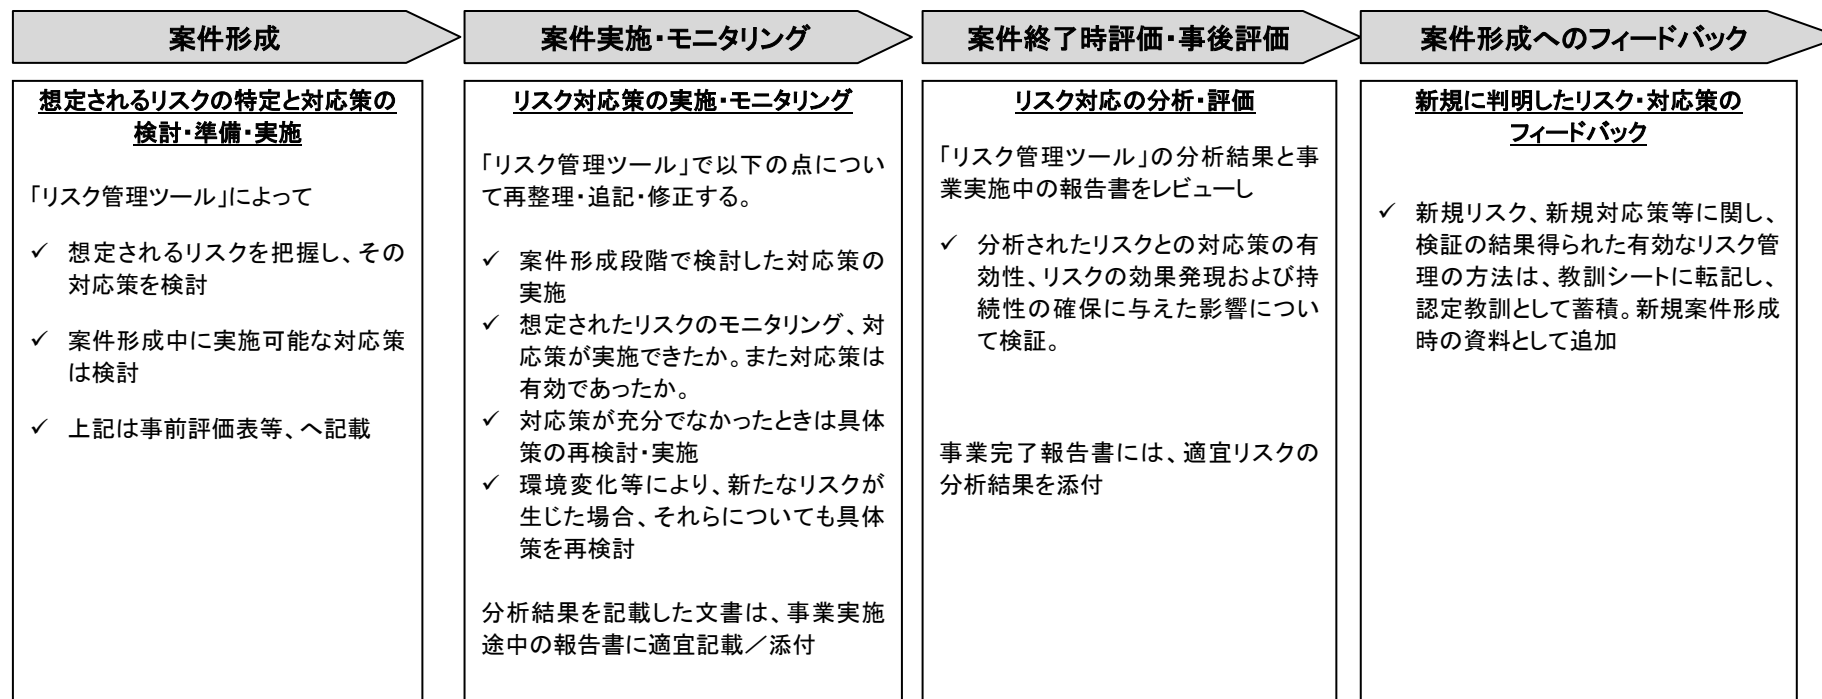 案件形成
案件実施・モニタリング
案件終了時評価・事後評価
案件形成へのフィードバック
想定されるリスクの特定と対応策の
検討・準備・実施
「リスク管理ツール」によって
✓ 想定されるリスクを把握し、その
対応策を検討
✓ 案件形成中に実施可能な対応策
は検討
✓ 上記は事前評価表等、へ記載
リスク対応策の実施・モニタリング
「リスク管理ツール」で以下の点につい
て再整理・追記・修正する。
✓ 案件形成段階で検討した対応策の
実施
✓ 想定されたリスクのモニタリング、対
応策が実施できたか。また対応策は
有効であったか。
✓ 対応策が充分でなかったときは具体
策の再検討・実施
✓ 環境変化等により、新たなリスクが
生じた場合、それらについても具体
策を再検討
分析結果を記載した文書は、事業実施
途中の報告書に適宜記載／添付
リスク対応の分析・評価
「リスク管理ツール」の分析結果と事
業実施中の報告書をレビューし
✓ 分析されたリスクとの対応策の有
効性、リスクの効果発現および持
続性の確保に与えた影響につい
て検証。
事業完了報告書には、適宜リスクの
分析結果を添付
新規に判明したリスク・対応策の
フィードバック
✓ 新規リスク、新規対応策等に関し、
検証の結果得られた有効なリスク管
理の方法は、教訓シートに転記し、
認定教訓として蓄積。新規案件形成
時の資料として追加